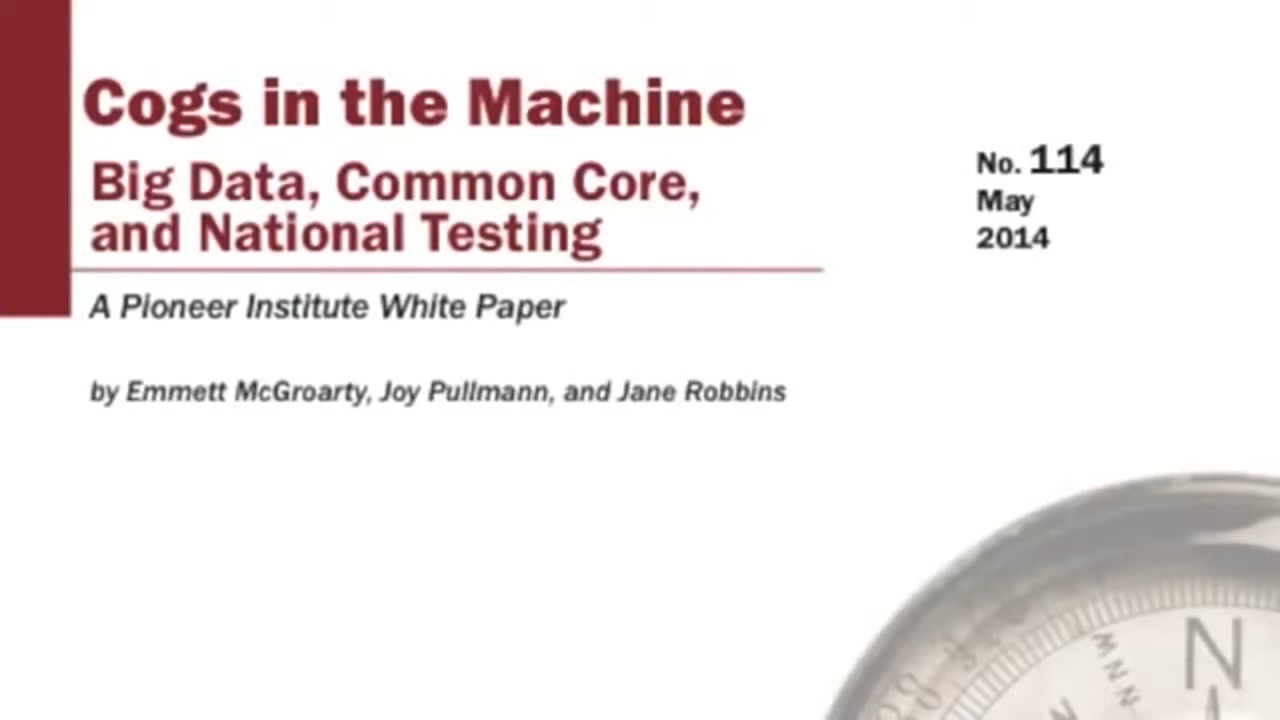 Cogs in the Machine
Big Data, Common Core,
and National Testing
No. 114
May
2014
A Pioneer Institute White Paper
by Emmett McGroarty, Joy Pullmann, and Jane Robbins
N
NNW